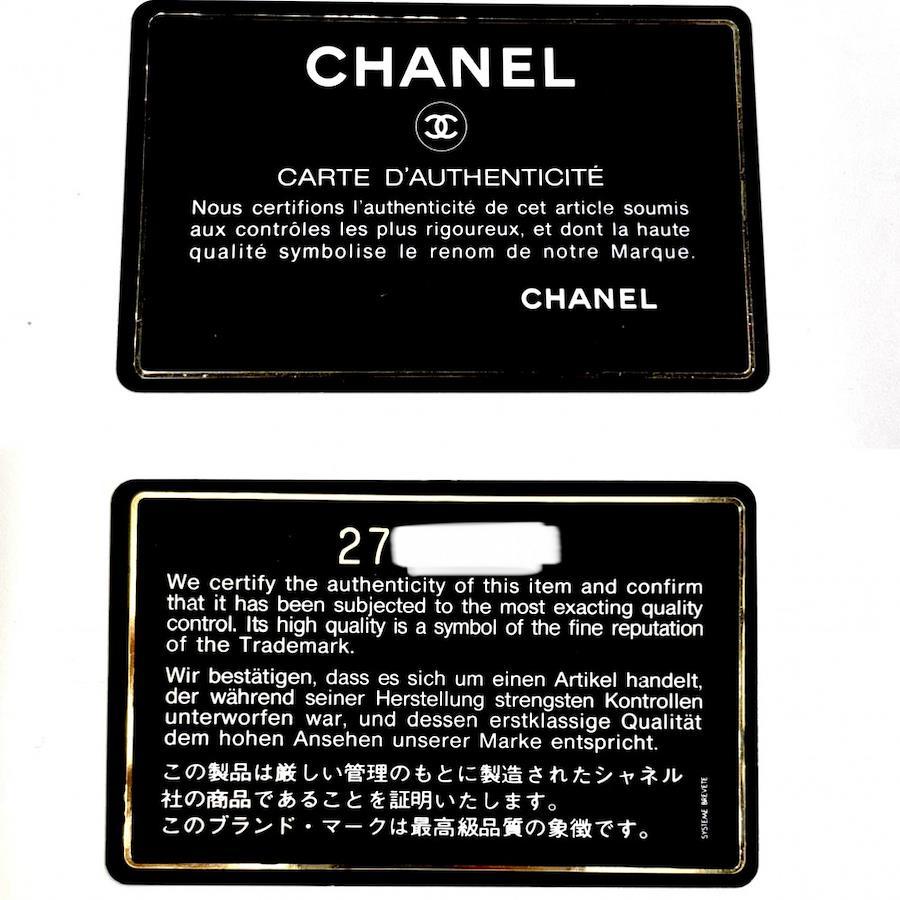 CHANEL
CARTE D'AUTHENTICITÉ
Nous certifions l'authenticité de cet article soumis
aux contrôles les plus rigoureux, et dont la haute
qualité symbolise le renom de notre Marque.
CHANEL
27
We certify the authenticity of this item and confirm
that it has been subjected to the most exacting quality
control. Its high quality is a symbol of the fine reputation
of the Trademark.
Wir bestätigen, dass es sich um einen Artikel handelt,
der während seiner Herstellung strengsten Kontrollen
unterworfen war, und dessen erstklassige Qualität
dem hohen Ansehen unserer Marke entspricht.
この製品は厳しい管理のもとに製造されたシャネル
社の商品であることを証明いたします。
このブランド・マークは最高級品質の象徴です。
SYSTEME BREVETE